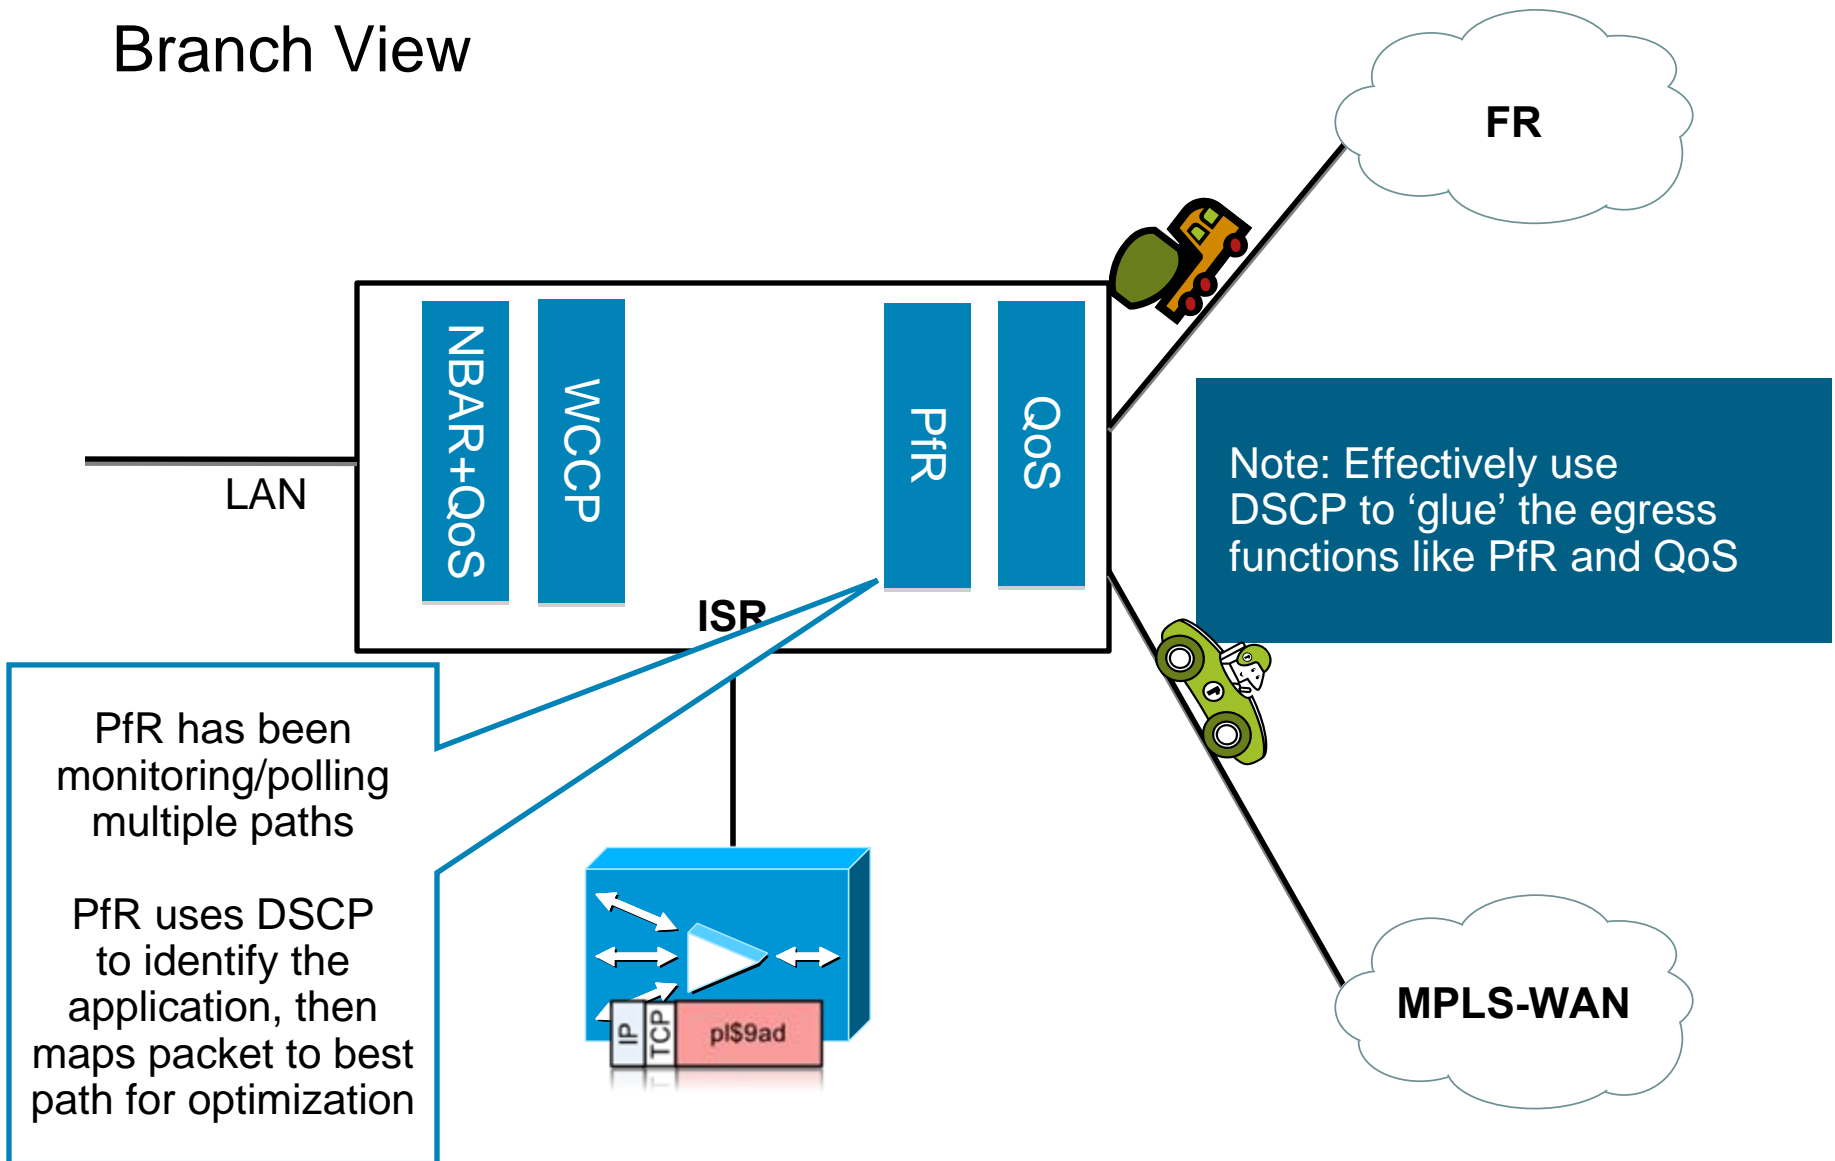 Branch View
FR
NBAR+QoS
WCCP
PfR
QoS
LAN
ISR
Note: Effectively use
DSCP to ‘glue’ the egress
functions like PfR and QoS
PfR has been
monitoring/polling
multiple paths
PfR uses DSCP
to identify the
application, then
maps packet to best
path for optimization
1
IP
TCP
pl$9ad
MPLS-WAN